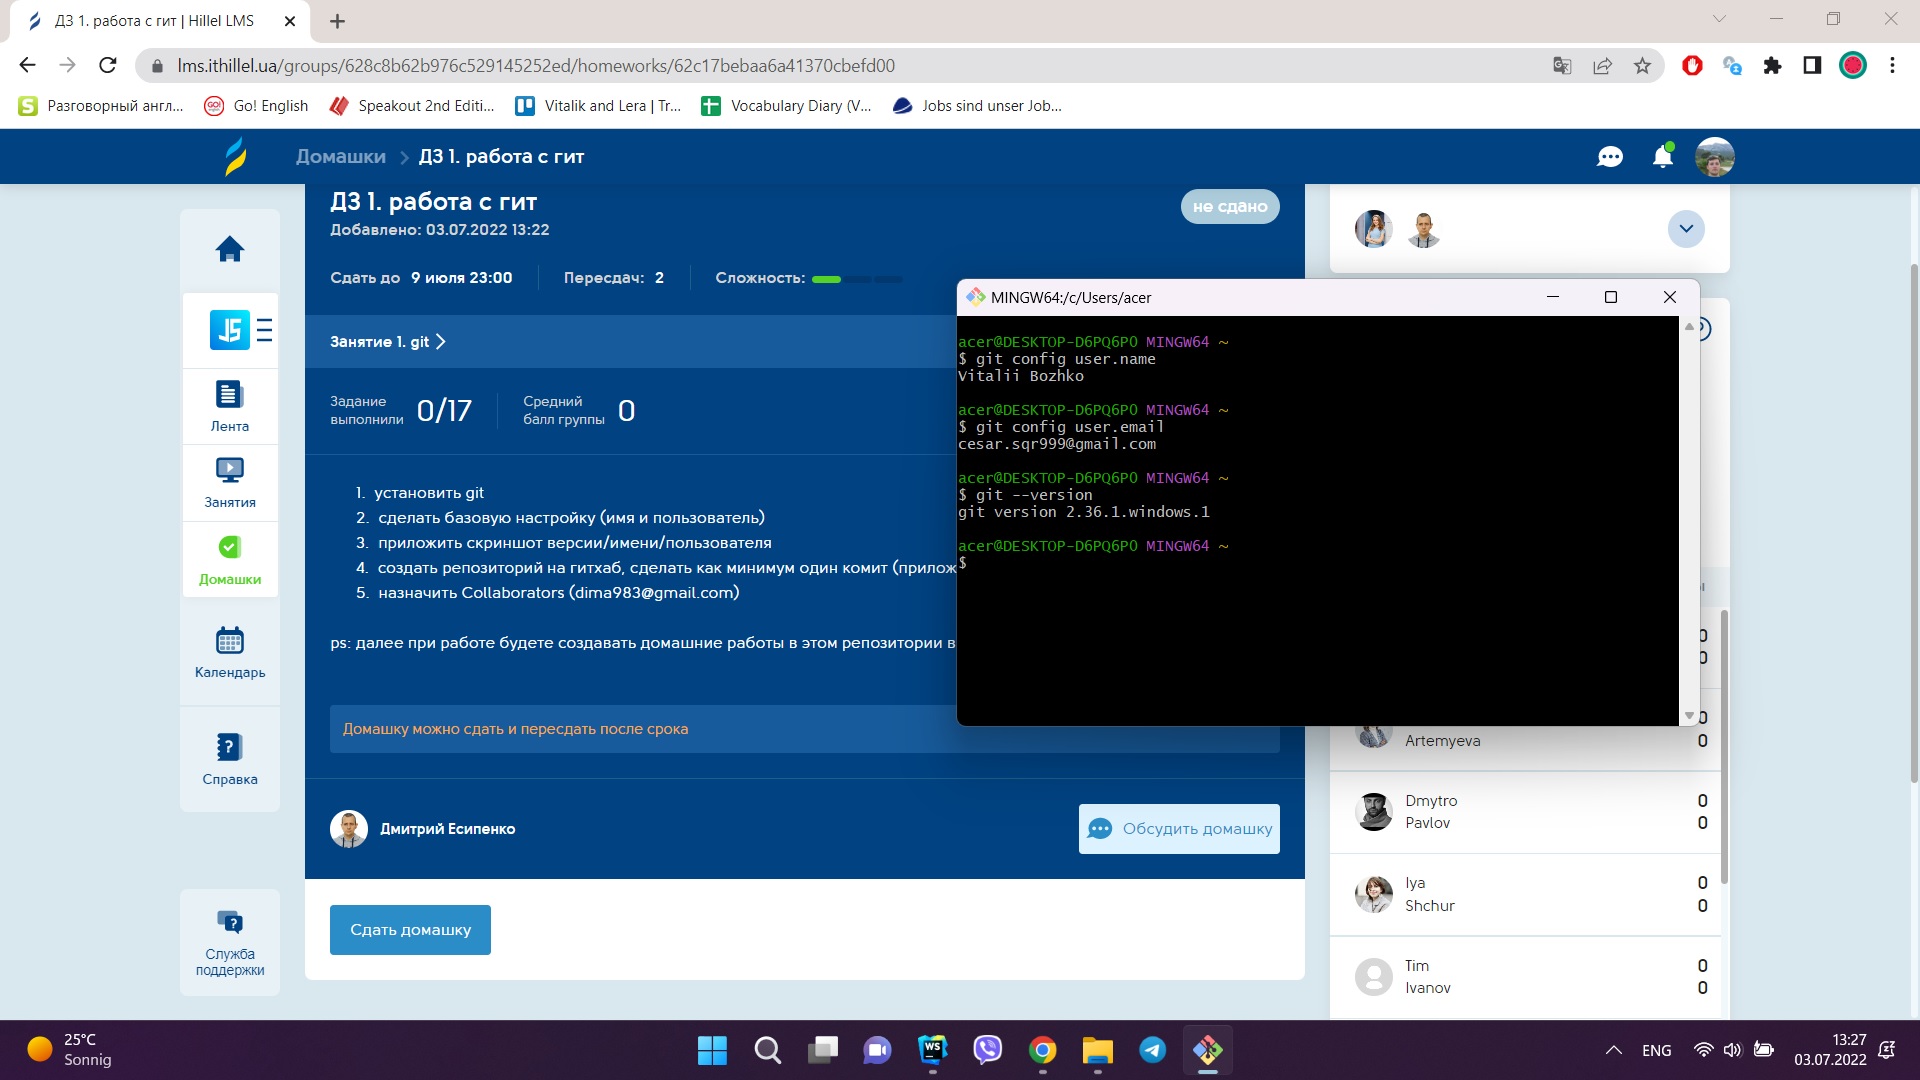 ДЗ 1. работа с гит | Hillel LMS
lms.ithillel.ua/groups/628c8b62b976c529145252ed/homeworks/62c17bebaa6a41370cbefd00
Разговорный англ...
Go! English
Speakout 2nd Editi...
Vitalik and Lera | Tr...
Vocabulary Diary (V...
Jobs sind unser Job...
Домашки > ДЗ 1. работа с гит
ДЗ 1. работа с гит
не сдано
Добавлено: 03.07.2022 13:22
Сдать до 9 июля 23:00
Пересдач: 2
Сложность:
Занятие 1. git
Задание выполнили 0/17
Средний балл группы 0
1. установить git
2. сделать базовую настройку (имя и пользователь)
3. приложить скриншот версии/имени/пользователя
4. создать репозиторий на гитхаб, сделать как минимум один комит (прилож
5. назначить Collaborators (dima983@gmail.com)
ps: далее при работе будете создавать домашние работы в этом репозитории в
Домашку можно сдать и пересдать после срока
Дмитрий Есипенко
Обсудить домашку
Сдать домашку
Лента
Занятия
Домашки
Календарь
Справка
Служба
поддержки
MINGW64:/c/Users/acer
acer@DESKTOP-D6PQ6P0 MINGW64 ~
$ git config user.name
Vitalii Bozhko
acer@DESKTOP-D6PQ6P0 MINGW64 ~
$ git config user.email
cesar.sqr999@gmail.com
acer@DESKTOP-D6PQ6P0 MINGW64 ~
$ git --version
git version 2.36.1.windows.1
acer@DESKTOP-D6PQ6P0 MINGW64 ~
$
0
0
0
Artemyeva 0
Dmytro 0
Pavlov 0
Iya 0
Shchur 0
Tim 0
Ivanov 0
25°C
Sonnig
ENG
13:27
03.07.2022